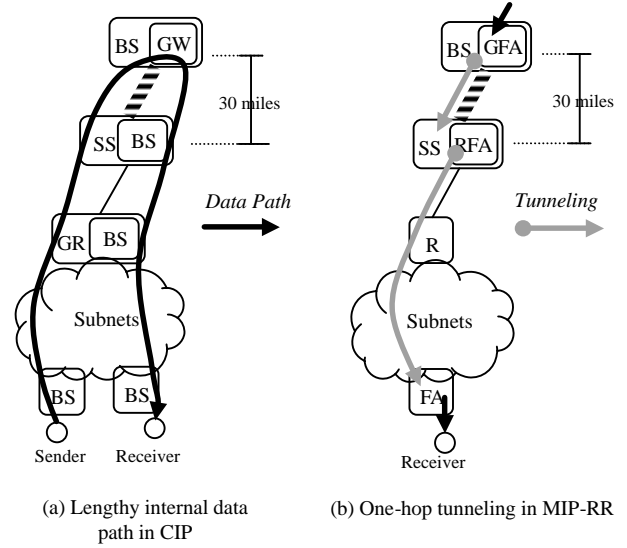 BS GW
30 miles
SS BS
Data Path
GR BS
Subnets
BS BS
Sender Receiver
(a) Lengthy internal data
path in CIP
BS GFA
30 miles
SS RFA
Tunneling
R
Subnets
FA
Receiver
(b) One-hop tunneling in MIP-RR